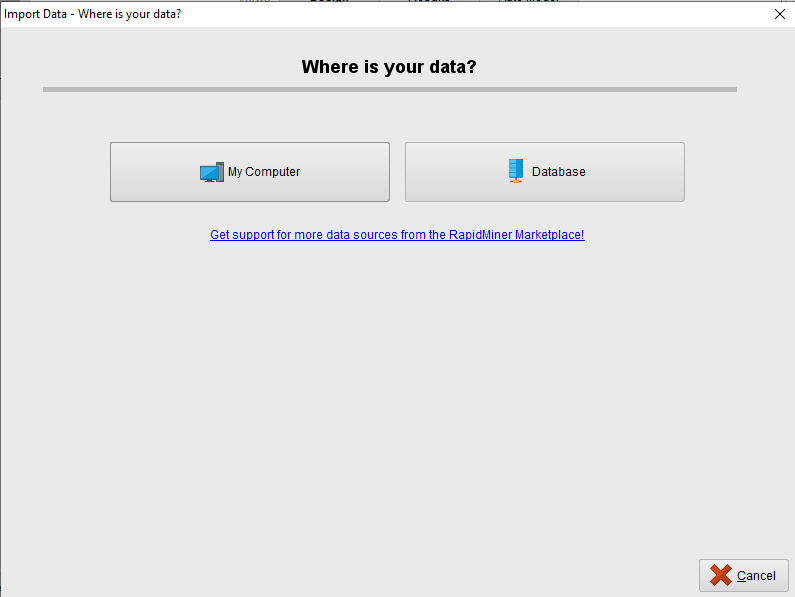 Import Data - Where is your data?
Where is your data?
My Computer
Database
Get support for more data sources from the RapidMiner Marketplace!
Cancel